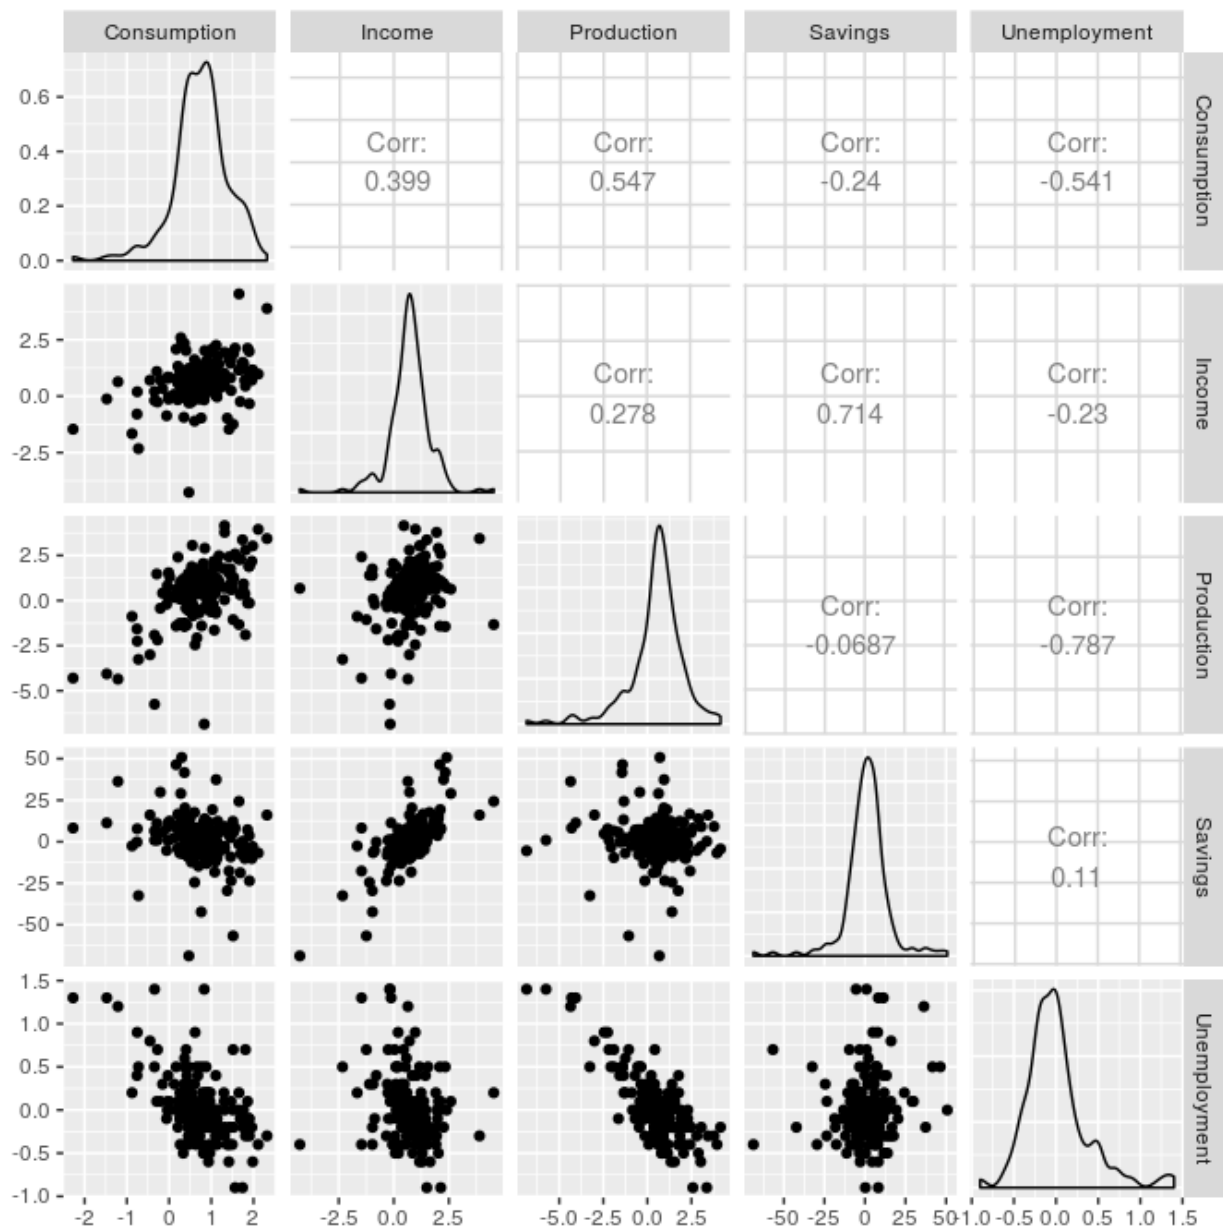 Consumption Income Production Savings Unemployment
0.6
0.4
0.2
0.0
Corr:
0.399
Corr:
0.547
Corr:
-0.24
Corr:
-0.541
Consumption
2.5
0.0
-2.5
Corr:
0.278
Corr:
0.714
Corr:
-0.23
Income
2.5
0.0
-2.5
-5.0
Corr:
-0.0687
Corr:
-0.787
Production
50
25
0
-25
-50
Corr:
0.11
Savings
1.5
1.0
0.5
0.0
-0.5
-1.0
Unemployment
-2 -1 0 1 2 -2.5 0.0 2.5 -5.0 -2.5 0.0 2.5 -50 -25 0 25 50 -1.0 -0.5 0.0 0.5 1.0 1.5